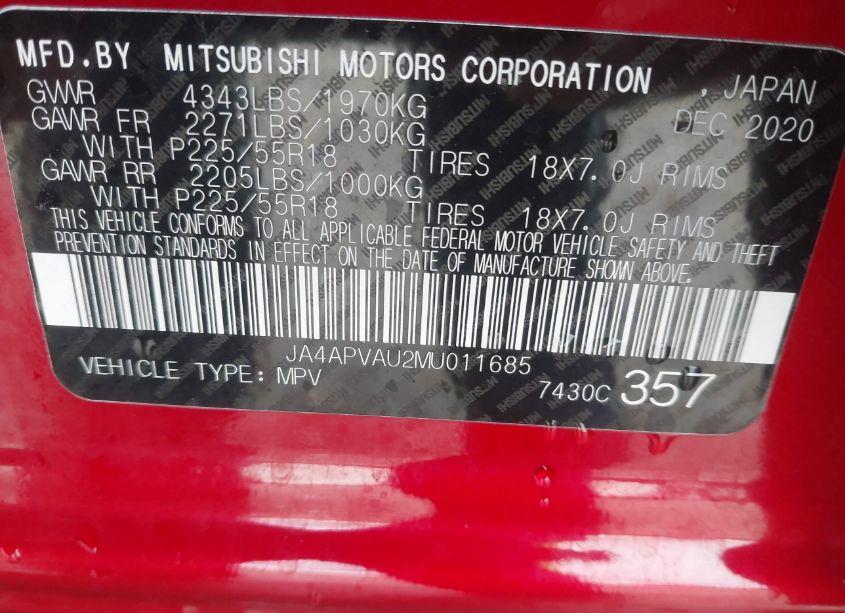 MFD.BY MITSUBISHI MOTORS CORPORATION , JAPAN
GWWR 4343LBS/1970KG DEC 2020
GAWR FR 2271LBS/1030KG
WITH P225/55R18 TIRES 18X7.0J RIMS
GAWR RR 2205LBS/1000KG
WITH P225/55R18 TIRES 18X7.0J RIMS
THIS VEHICLE CONFORMS TO ALL APPLICABLE FEDERAL MOTOR VEHICLE SAFETY AND THEFT
PREVENTION STANDARDS IN EFFECT ON THE DATE OF MANUFACTURE SHOWN ABOVE.
JA4APVAU2MU011685
VEHICLE TYPE: MPV 7430C 357